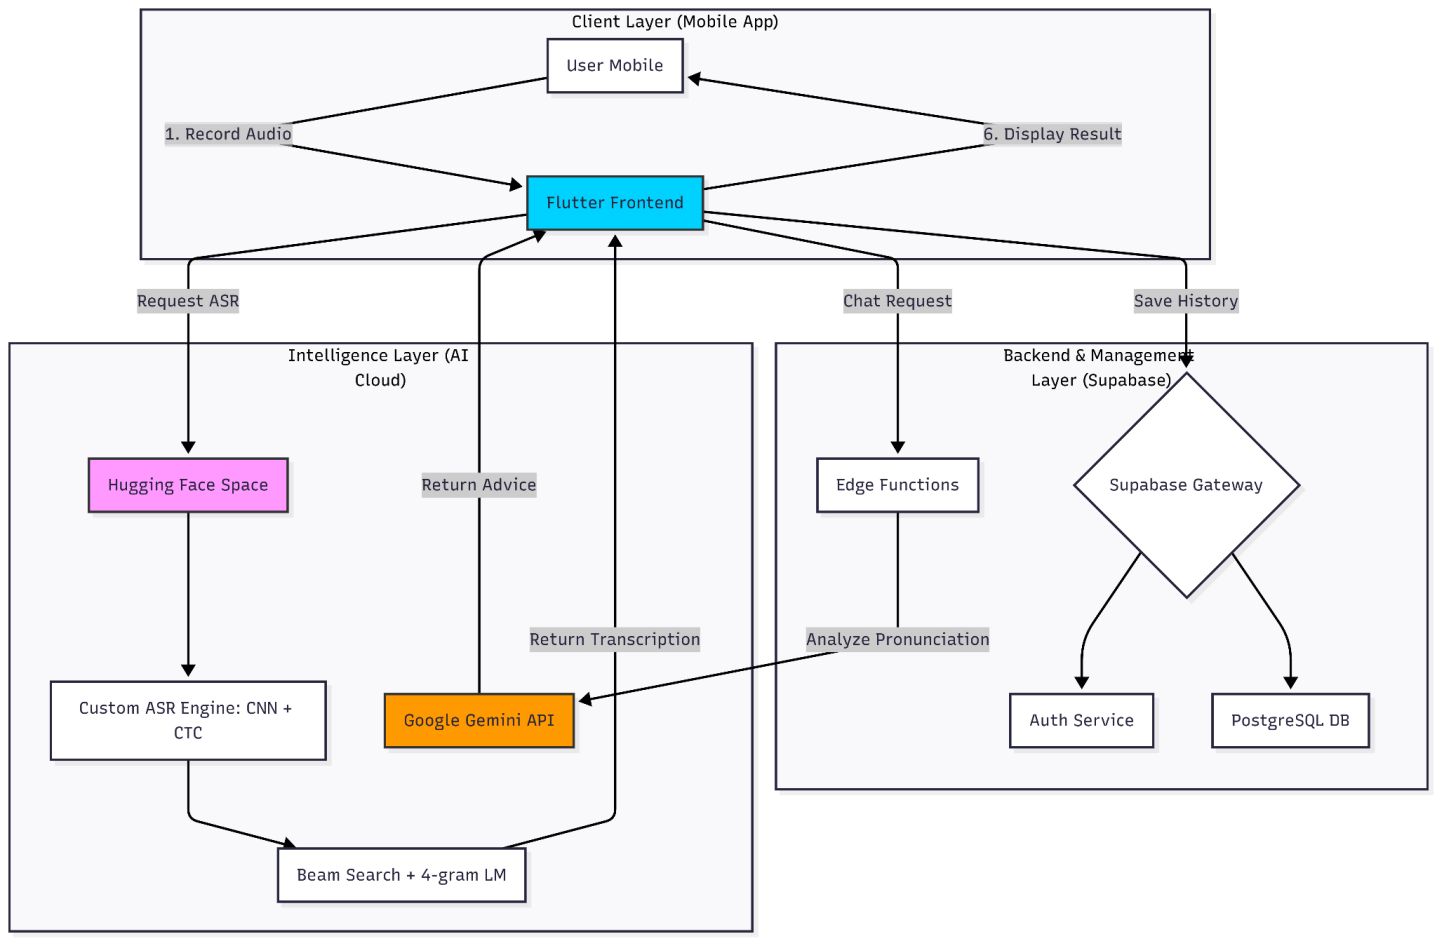 Client Layer (Mobile App)
User Mobile
1. Record Audio
6. Display Result
Flutter Frontend
Request ASR
Chat Request
Save History
Intelligence Layer (AI
Cloud)
Backend & Management
Layer (Supabase)
Hugging Face Space
Return Advice
Edge Functions
Supabase Gateway
Return Transcription
Analyze Pronunciation
Custom ASR Engine: CNN +
CTC
Google Gemini API
Auth Service
PostgreSQL DB
Beam Search + 4-gram LM